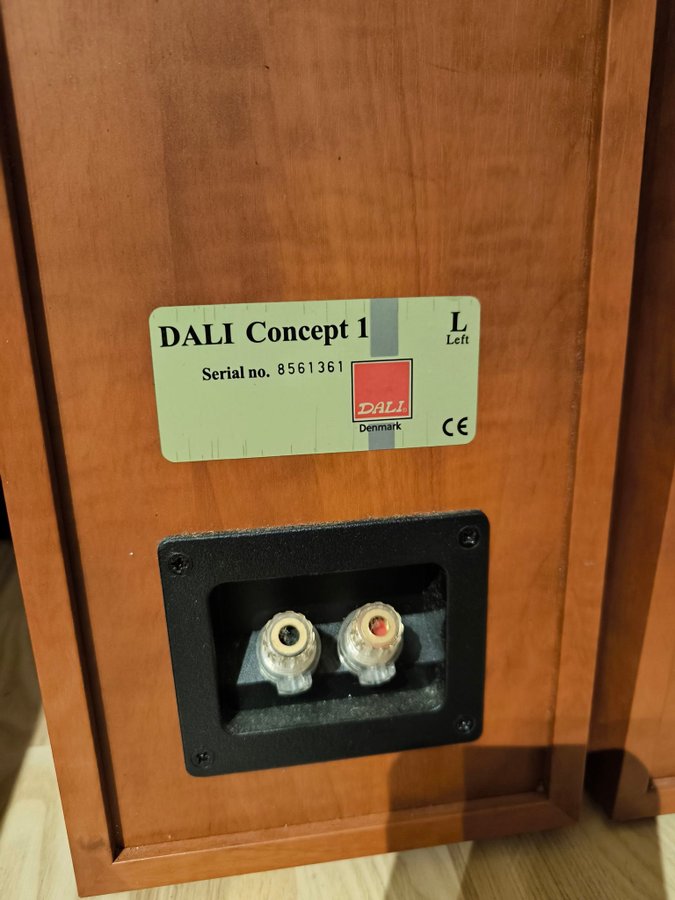 DALI Concept 1
L
Left
Serial no. 8561361
DALI
Denmark
CE